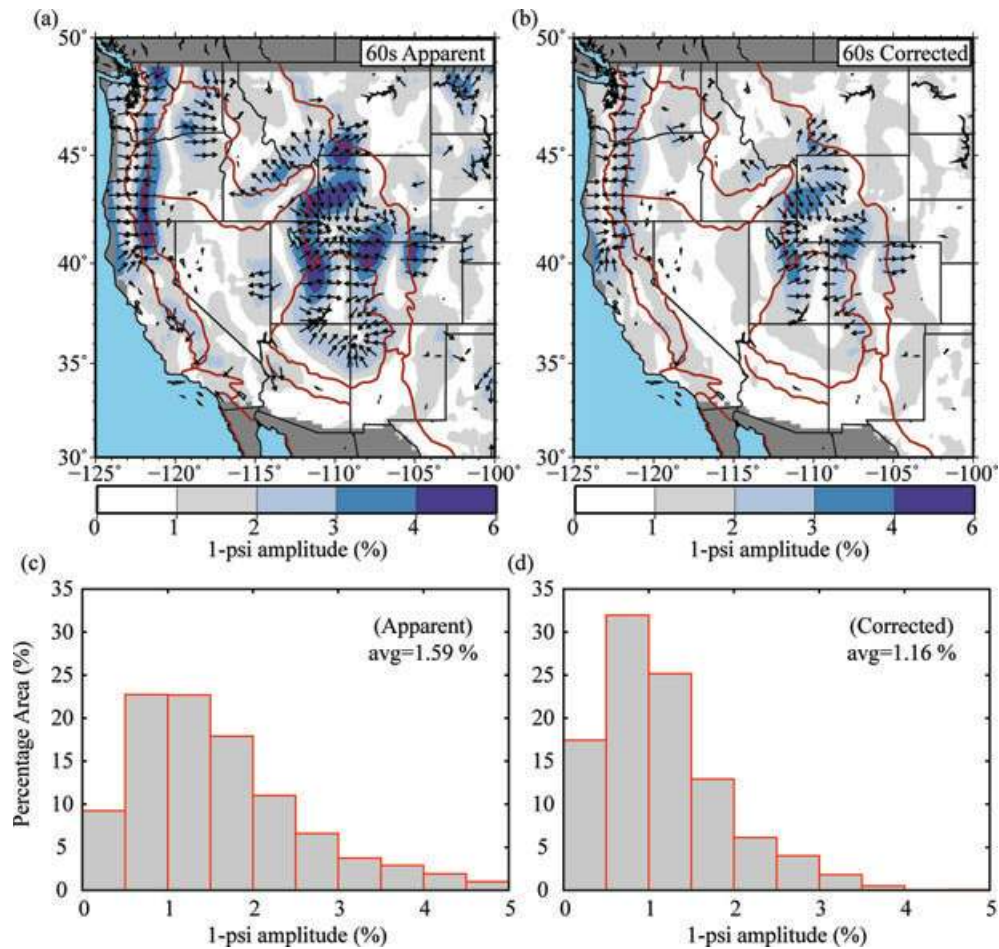 (a) (b)
50° 60s Apparent 50° 60s Corrected
45° 45°
40° 40°
35° 35°
30° 30°
−125° −120° −115° −110° −105° −100° −125° −120° −115° −110° −105° −100°
0 1 2 3 4 6 0 1 2 3 4 6
1-psi amplitude (%) 1-psi amplitude (%)
(c) (d)
35 35
30 (Apparent) 30 (Corrected)
avg=1.59 % avg=1.16 %
25 25
20 20
Percentage Area (%)
15 15
10 10
5 5
0 0
0 1 2 3 4 5 0 1 2 3 4 5
1-psi amplitude (%) 1-psi amplitude (%)